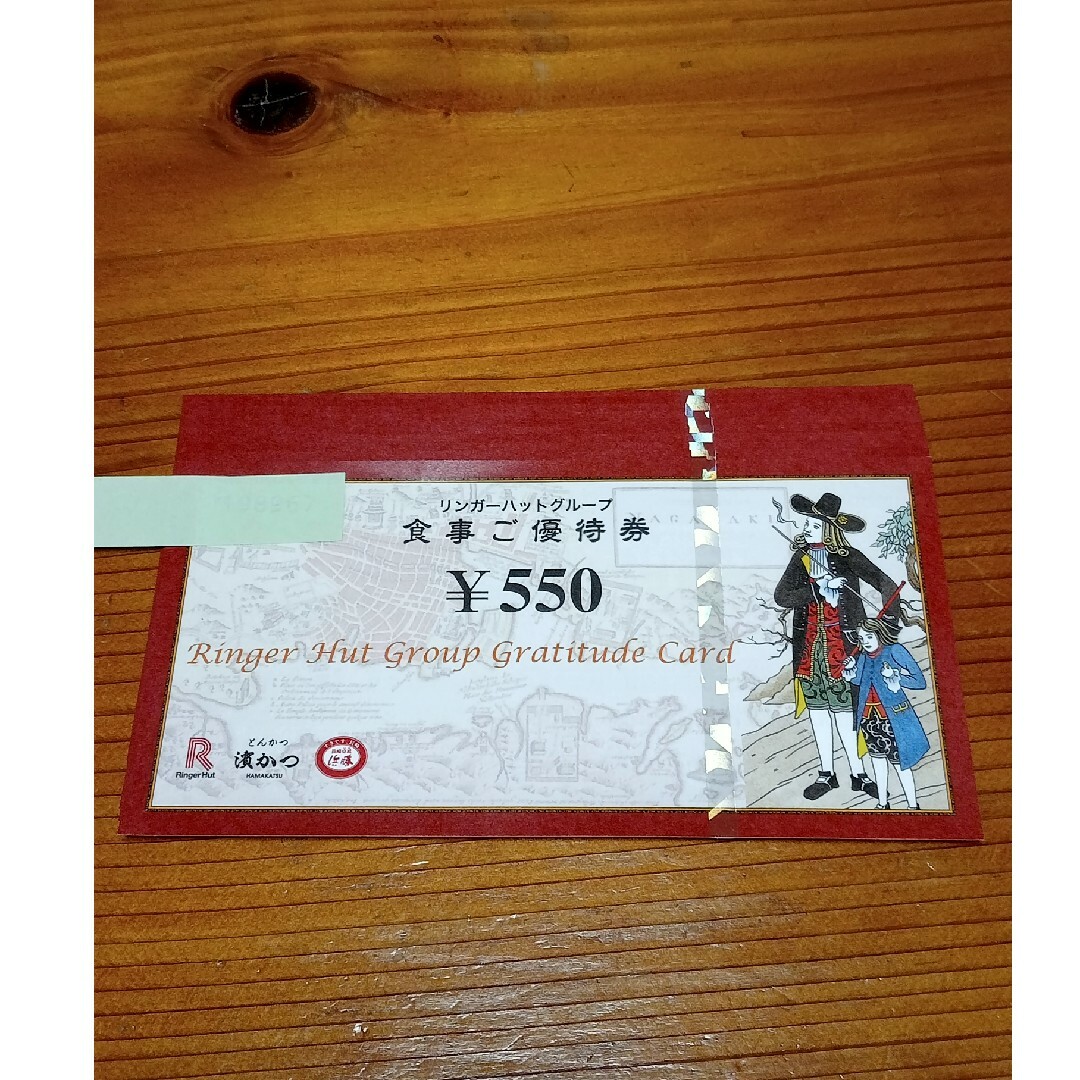 リンガーハットグループ
食事ご優待券
NAGASAKI
¥550
Ringer Hut Group Gratitude Card
R
RingerHut
とんかつ
濱かつ
HAMAKATSU